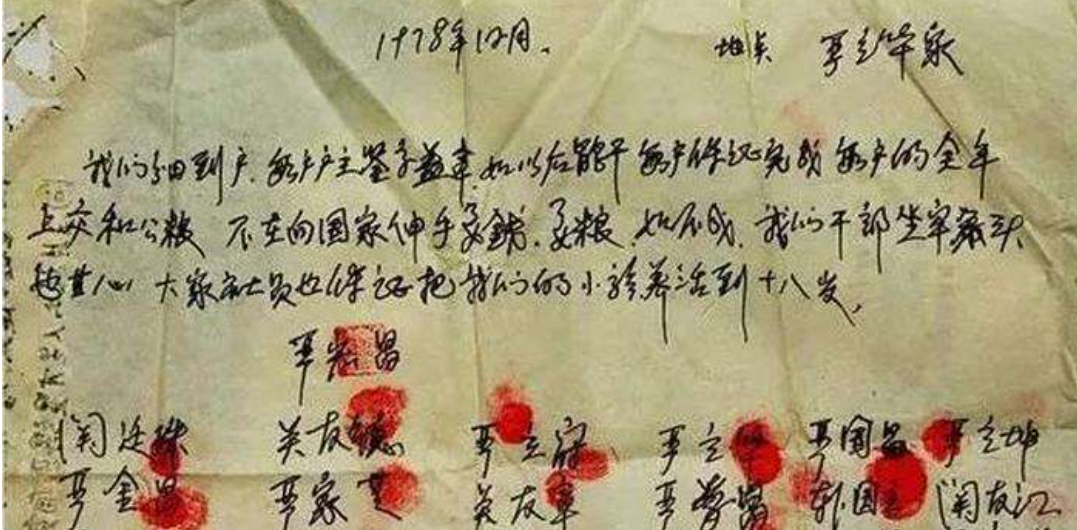 1978年12月. 地点 严立华家
我们分田到户.每户户主签字盖章.如以后能干 每户保证完成每户的全年
上交和公粮 不在向国家伸手要钱.要粮.如不成.我们干部坐牢杀头
也甘心 大家社员也保证把我们的小孩养活到十八岁.
严宏昌
关廷珠 关友德 严立富 严立华 严国昌 严立坤
严金昌 严家芝 关友章 严学昌 韩国云 关友江